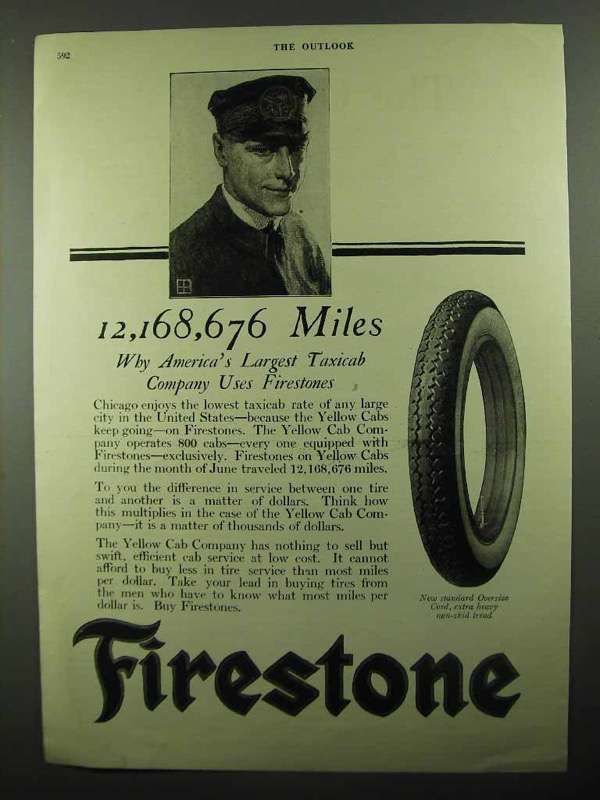 592
THE OUTLOOK
12,168,676 Miles
Why America's Largest Taxicab
Company Uses Firestones
Chicago enjoys the lowest taxicab rate of any large
city in the United States—because the Yellow Cabs
keep going—on Firestones. The Yellow Cab Com-
pany operates 800 cabs—every one equipped with
Firestones—exclusively. Firestones on Yellow Cabs
during the month of June traveled 12,168,676 miles.
To you the difference in service between one tire
and another is a matter of dollars. Think how
this multiplies in the case of the Yellow Cab Com-
pany—it is a matter of thousands of dollars.
The Yellow Cab Company has nothing to sell but
swift, efficient cab service at low cost. It cannot
afford to buy less in tire service than most miles
per dollar. Take your lead in buying tires from
the men who have to know what most miles per
dollar is. Buy Firestones.
New standard Oversize
Cord, extra heavy
non-skid tread
Firestone